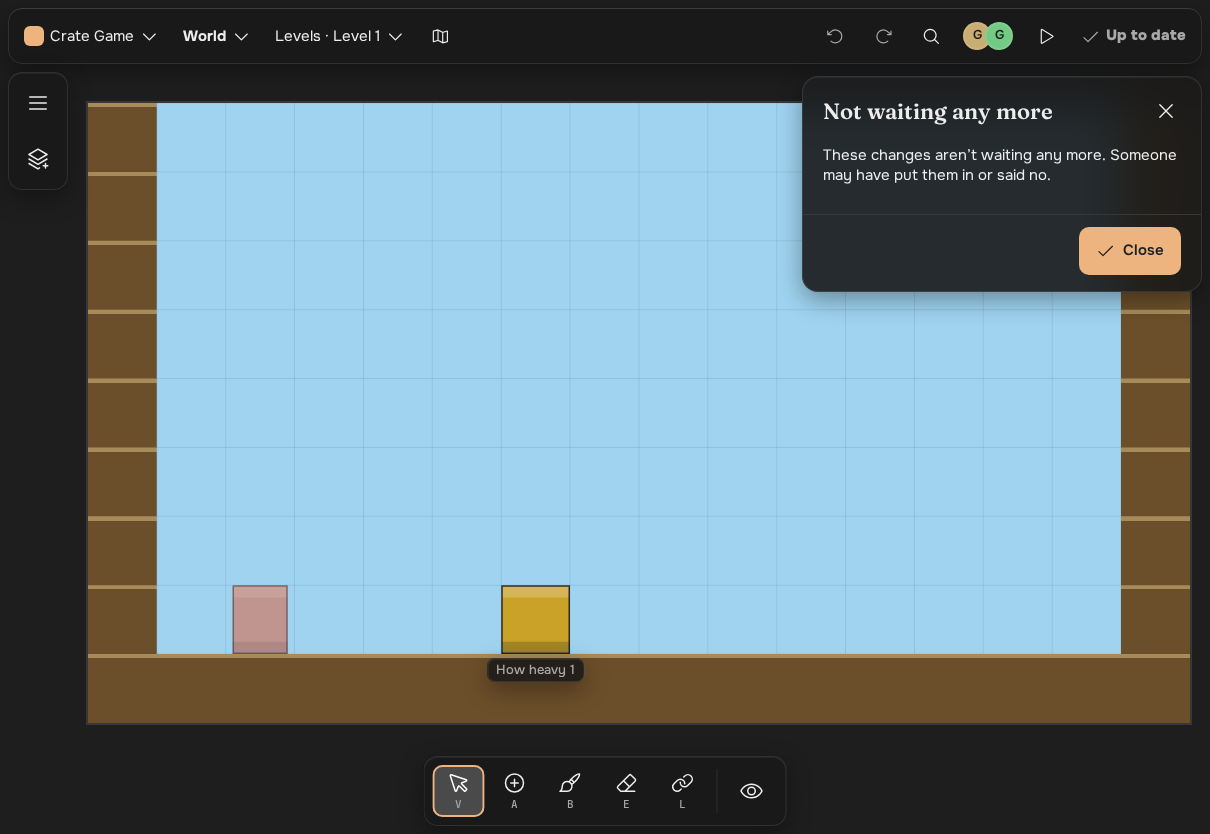 Crate Game World Levels · Level 1 G G Up to date
Not waiting any more
These changes aren’t waiting any more. Someone
may have put them in or said no.
Close
How heavy 1
V A B E L